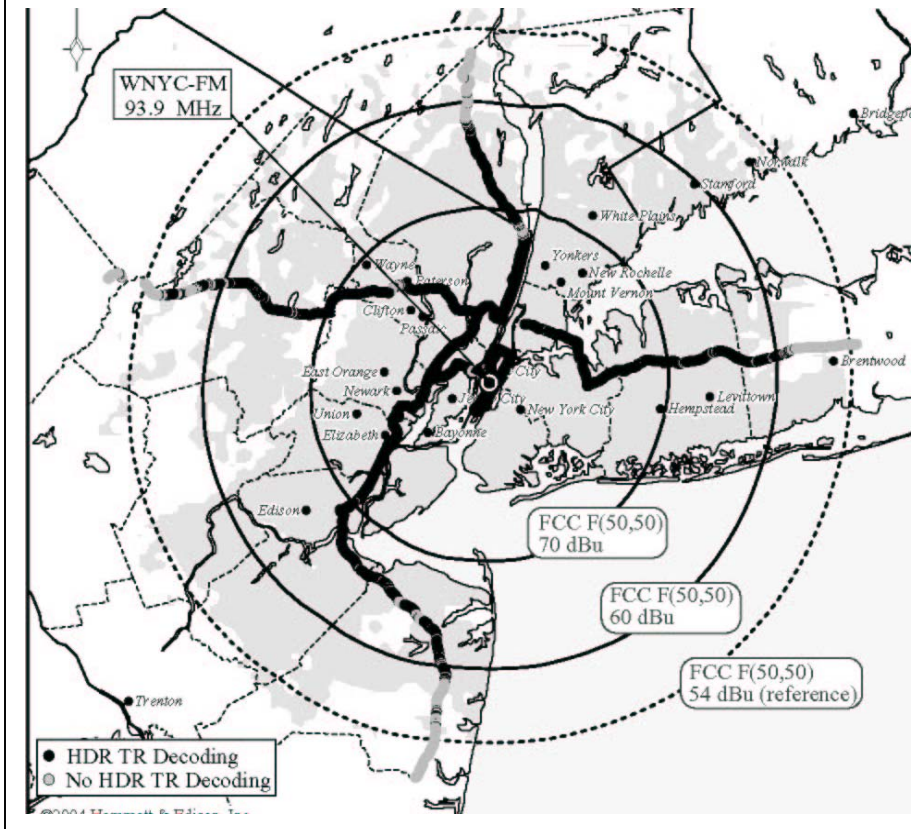 WNYC-FM
93.9 MHz
Bridgep
Norwalk
Stamford
White Plains
Wayne
Yonkers
New Rochelle
Paterson
Mount Vernon
Clifton
Passaic
East Orange
City
Brentwood
Newark
City
Levittown
Union
New York City
Hempstead
Elizabeth
Bayonne
Edison
FCC F(50,50)
70 dBu
FCC F(50,50)
60 dBu
FCC F(50,50)
54 dBu (reference)
Trenton
HDR TR Decoding
No HDR TR Decoding